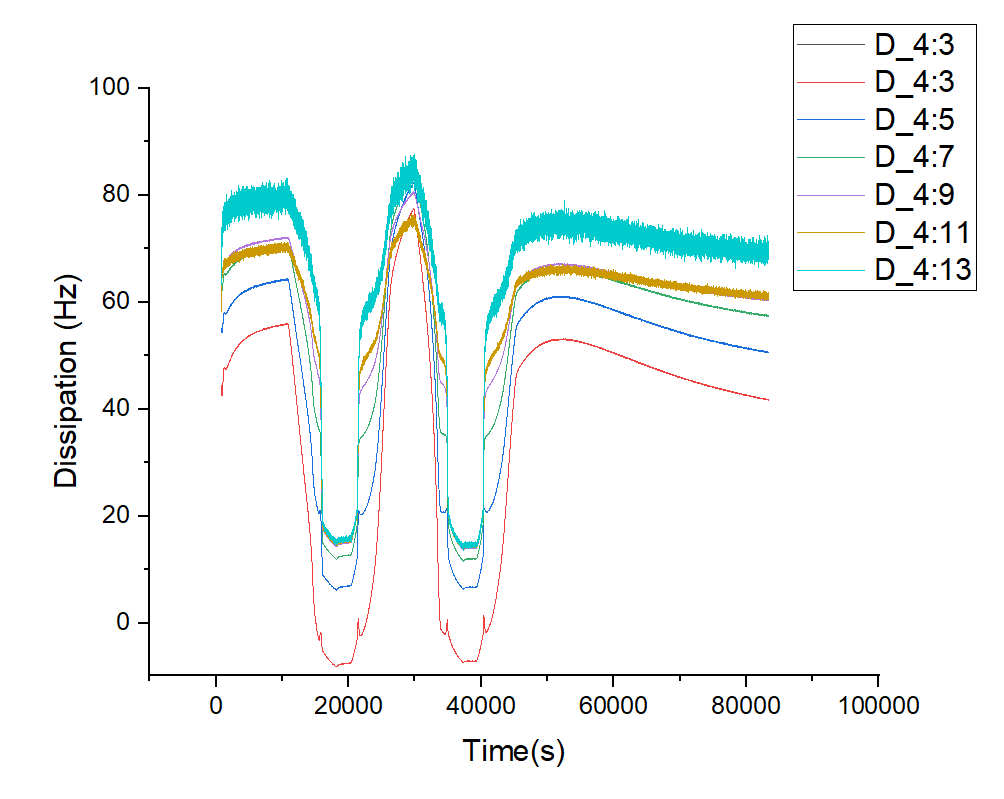 D_4:3
D_4:3
D_4:5
D_4:7
D_4:9
D_4:11
D_4:13
100
80
60
40
20
0
Dissipation (Hz)
0 20000 40000 60000 80000 100000
Time(s)